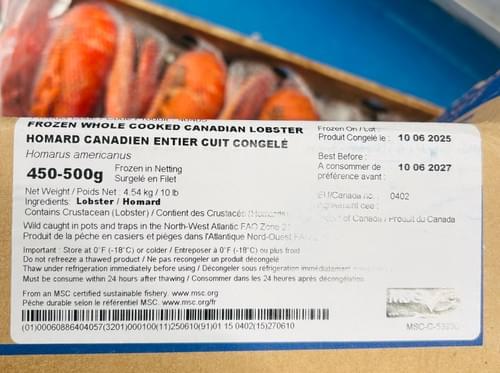 FROZEN WHOLE COOKED CANADIAN LOBSTER
HOMARD CANADIEN ENTIER CUIT CONGELÉ
Homarus americanus
450-500g Frozen in Netting
Surgelé en Filet
Net Weight / Poids Net : 4.54 kg / 10 lb
Ingredients: Lobster / Homard
Contains Crustacean (Lobster) / Contient des Crustacés
Wild caught in pots and traps in the North-West Atlantic FAO Zone
Produit de la pêche en casiers et pièges dans l'Atlantique Nord-Ouest
Important : Store at 0°F (-18°C) or colder / Entreposer à 0°F (-18°C) ou plus froid
Do not refreeze a thawed product / Ne pas recongeler un produit décongelé
Thaw under refrigeration immediately before using / Décongeler sous refrigération immédiatement
Must be consume within 24 hours after thawing / Consommer dans les 24 heures après décongélation
From an MSC certified sustainable fishery. www.msc.org
Pêche durable selon le référentiel MSC. www.msc.org/fr
(01)00060886404057(3201)000100(11)250610(91)01 15 0402(15)270610
Frozen On / Lot :
Produit Congelé le : 10 06 2025
Best Before :
A consommer de 10 06 2027
préférence avant :
EU/Canada no. : 0402
of Canada / Produit du Canada
MSC-C-